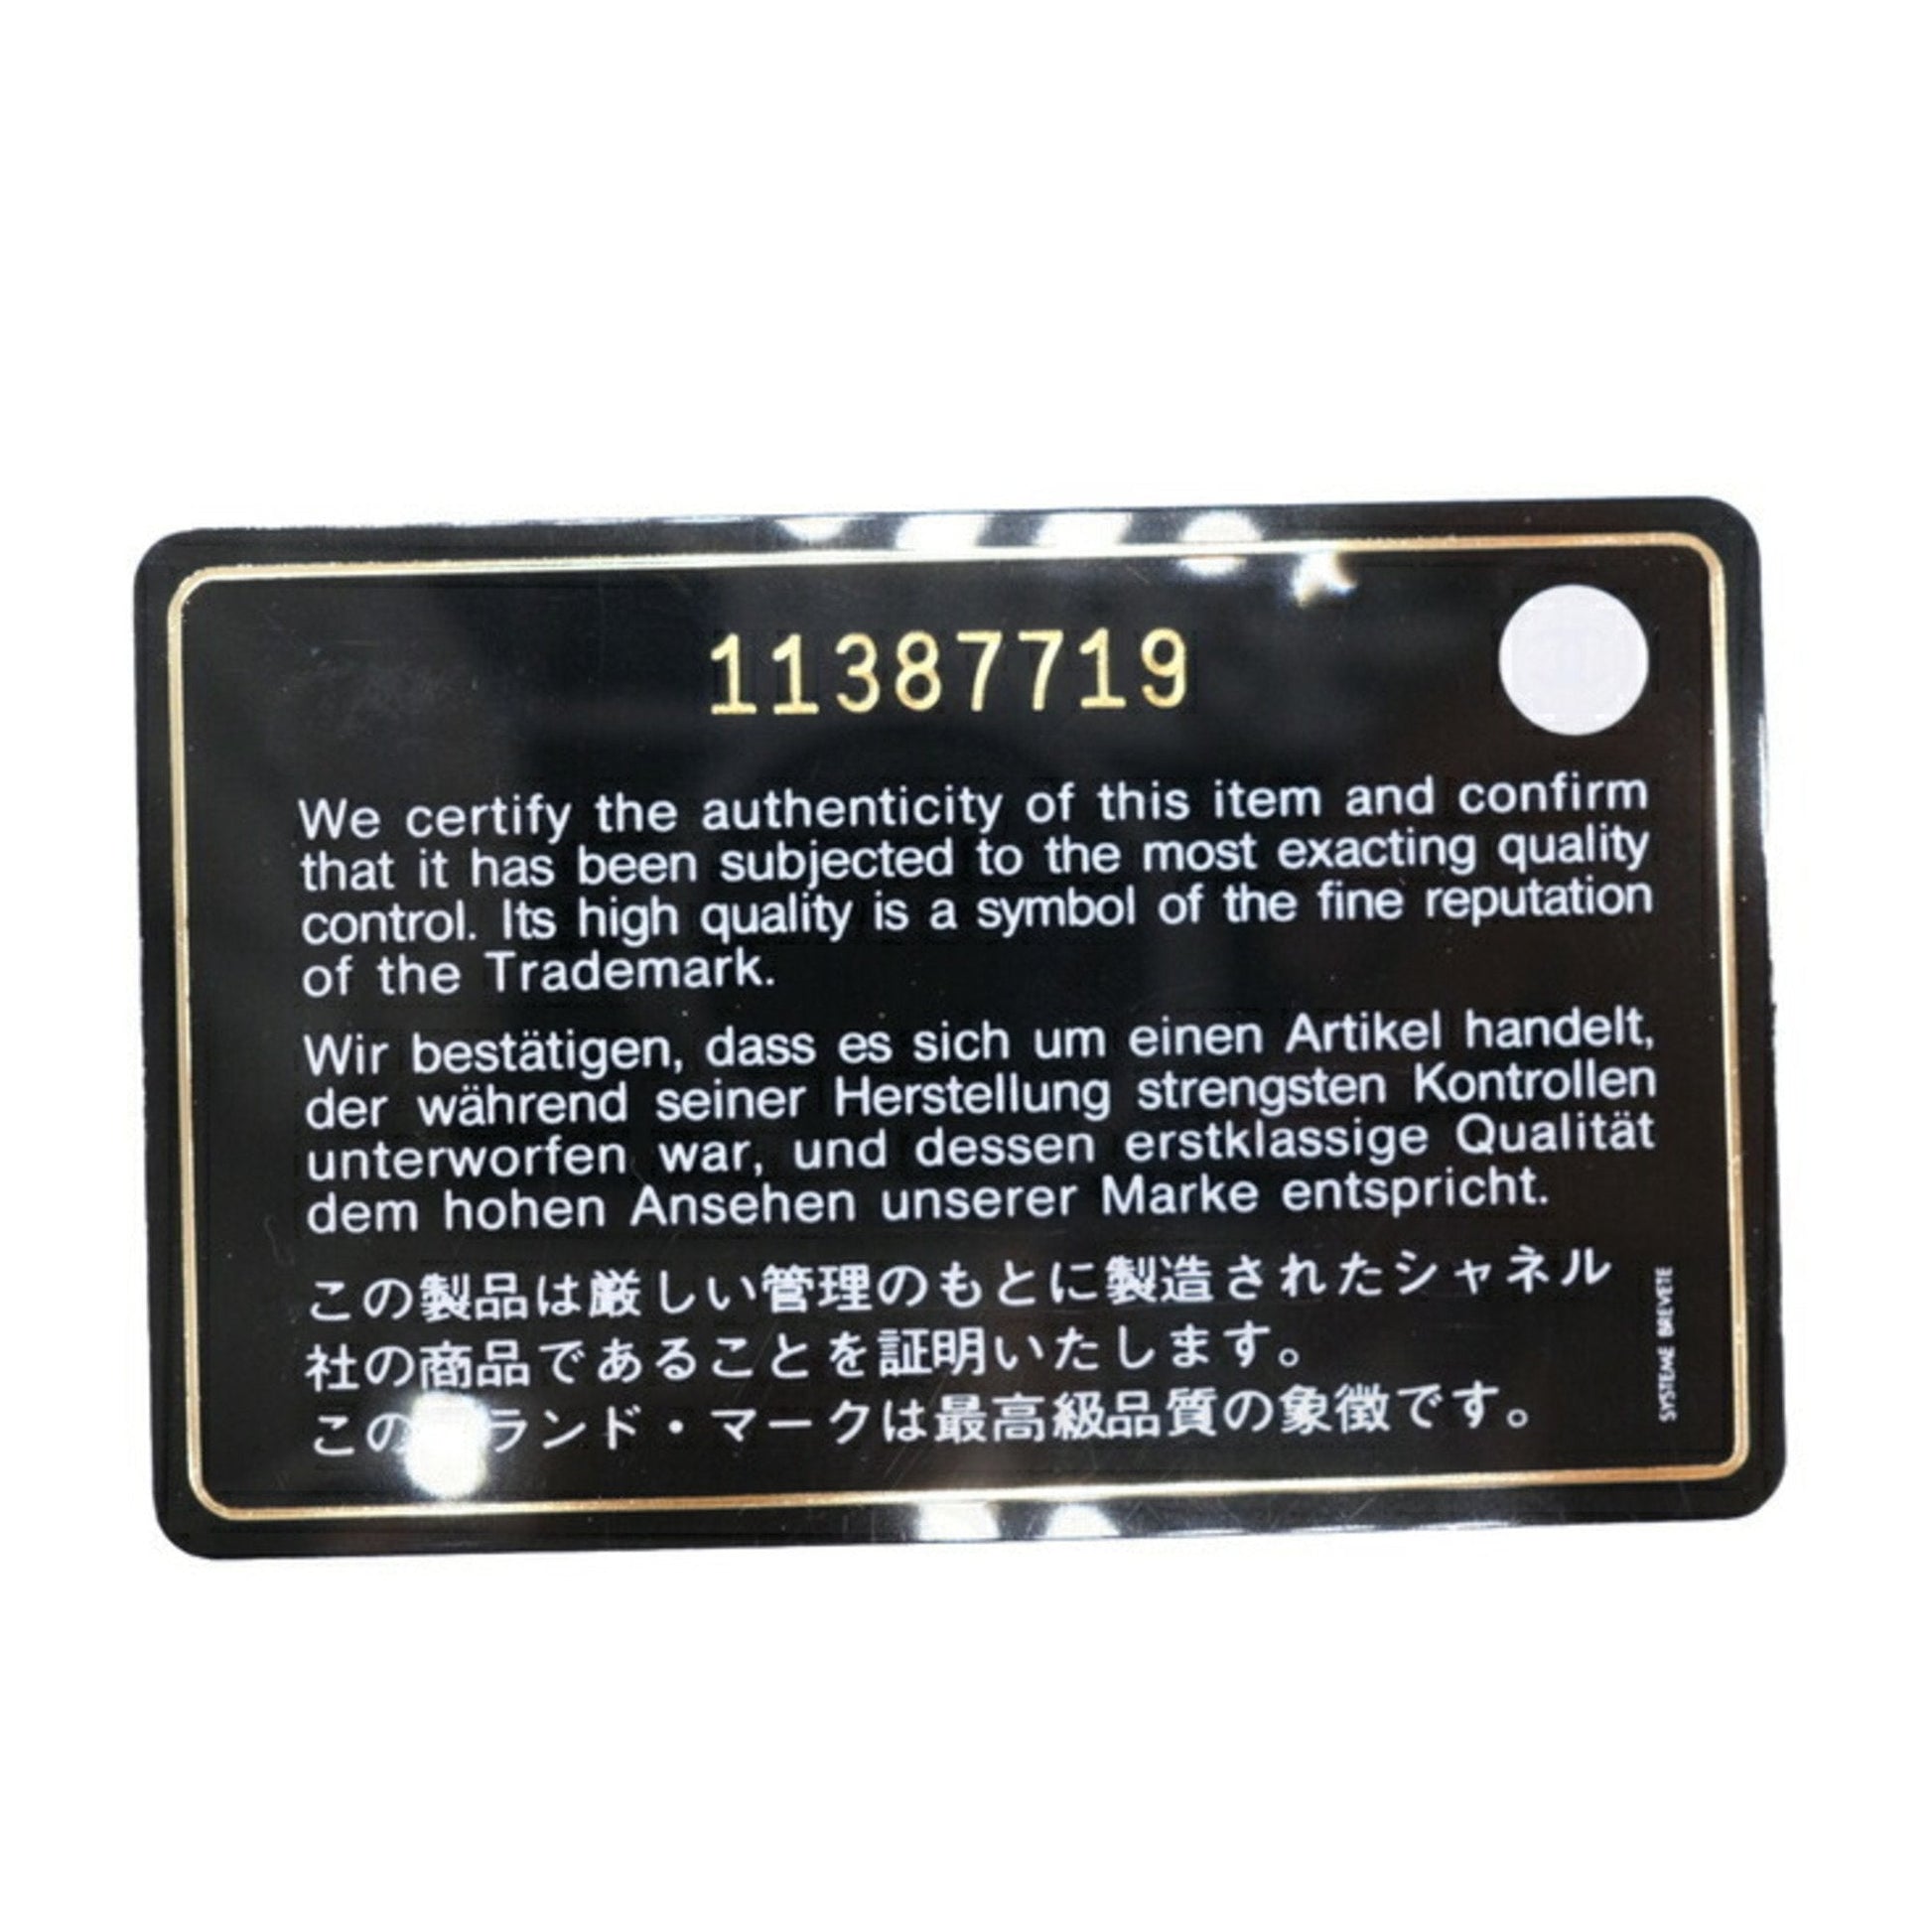 11387719
We certify the authenticity of this item and confirm
that it has been subjected to the most exacting quality
control. Its high quality is a symbol of the fine reputation
of the Trademark.
Wir bestätigen, dass es sich um einen Artikel handelt,
der während seiner Herstellung strengsten Kontrollen
unterworfen war, und dessen erstklassige Qualität
dem hohen Ansehen unserer Marke entspricht.
この製品は厳しい管理のもとに製造されたシャネル
社の商品であることを証明いたします。
この ランド・マークは最高級品質の象徴です。
SYSTEME BREVETE